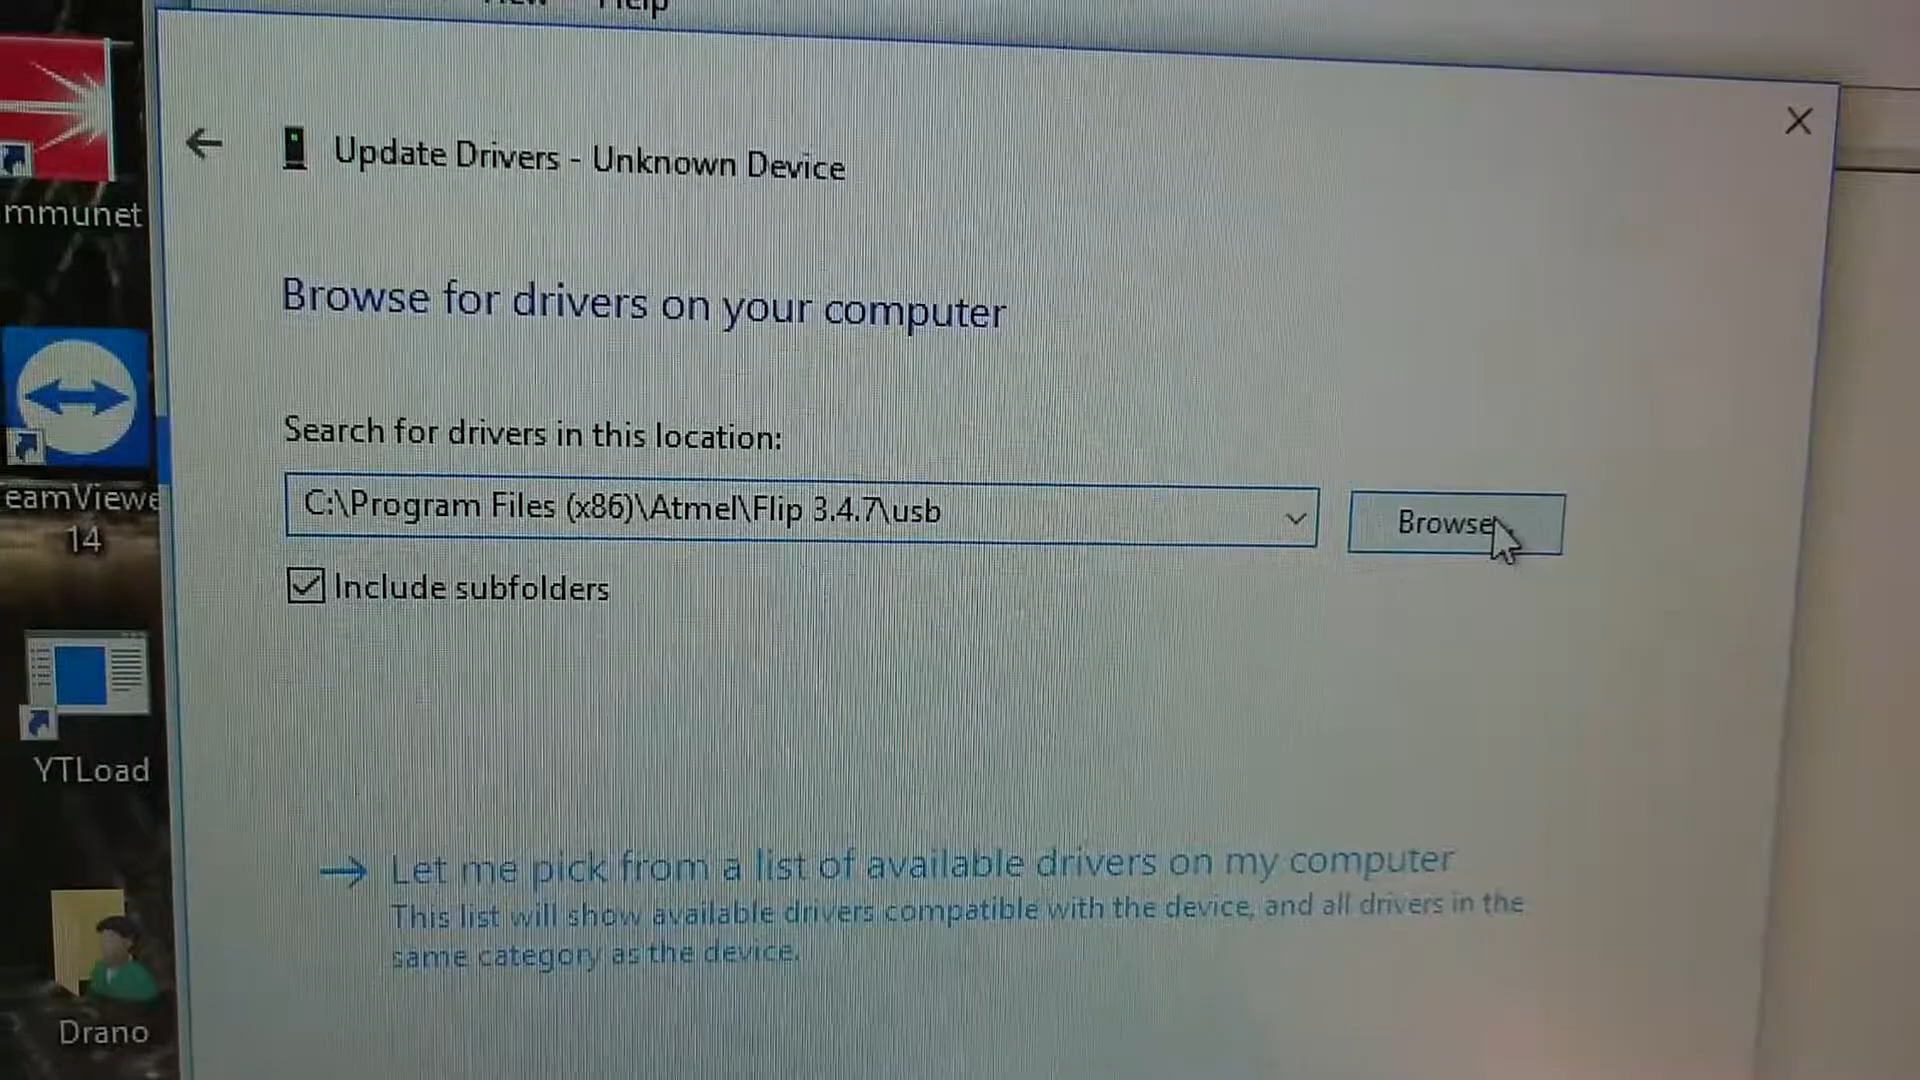 Help
Update Drivers - Unknown Device
Browse for drivers on your computer
Search for drivers in this location:
C:\Program Files (x86)\Atmel\Flip 3.4.7\usb
Browse
Include subfolders
Let me pick from a list of available drivers on my computer
This list will show available drivers compatible with the device, and all drivers in the
same category as the device.
mmunet
eamViewe
14
YTLoad
Drano